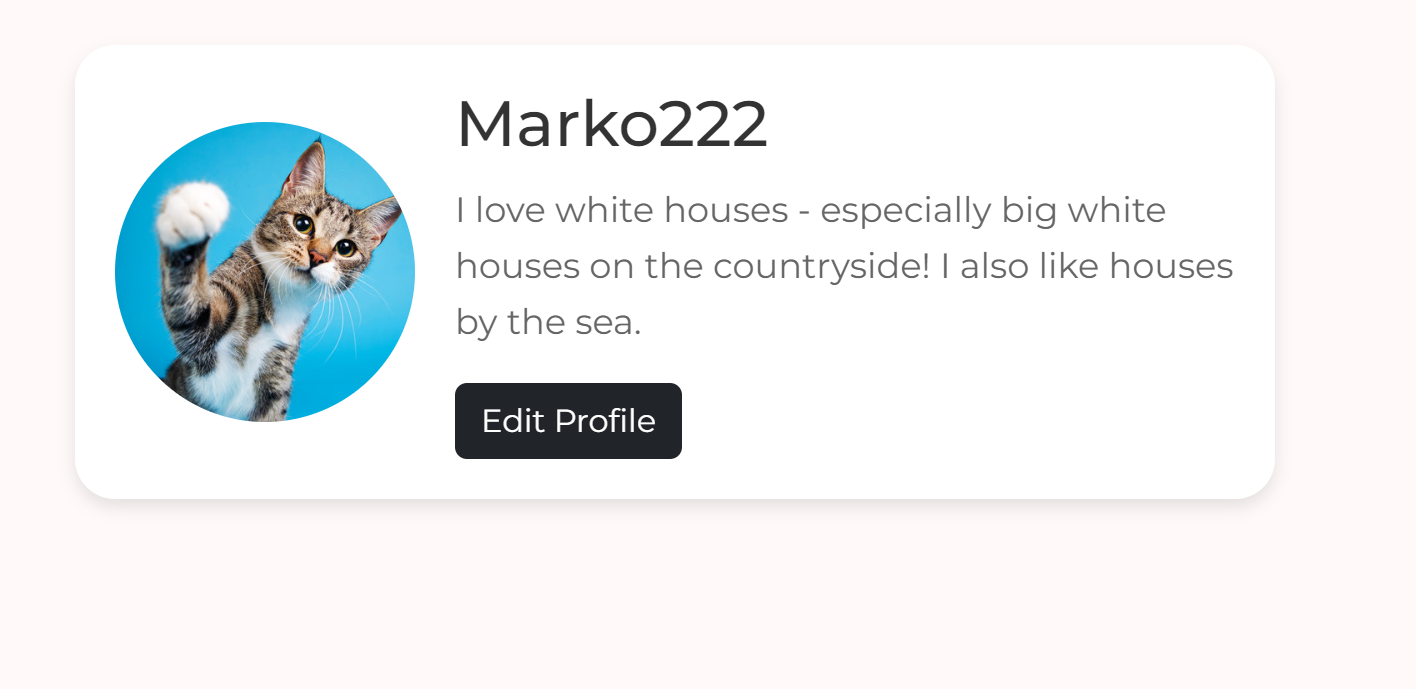 Marko222
I love white houses - especially big white
houses on the countryside! I also like houses
by the sea.
Edit Profile